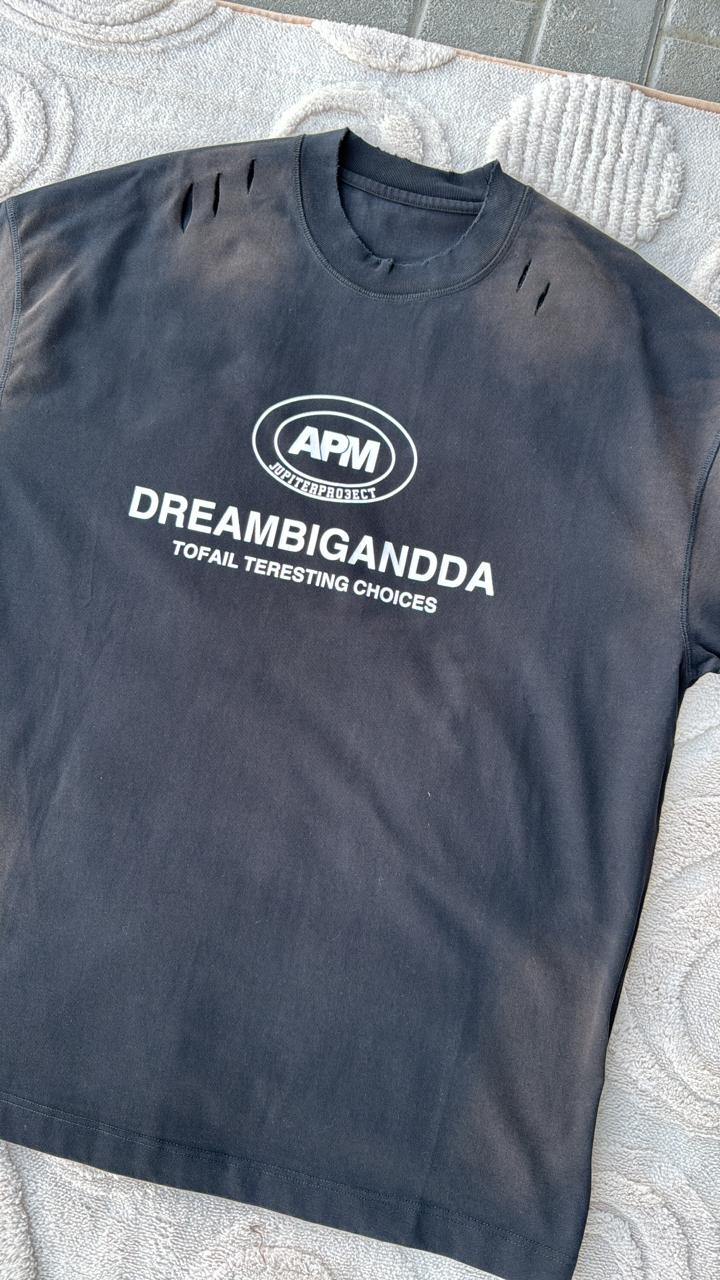 APM
JUPITERPRO3ECT
DREAMBIGANDDA
TOFAIL TERESTING CHOICES